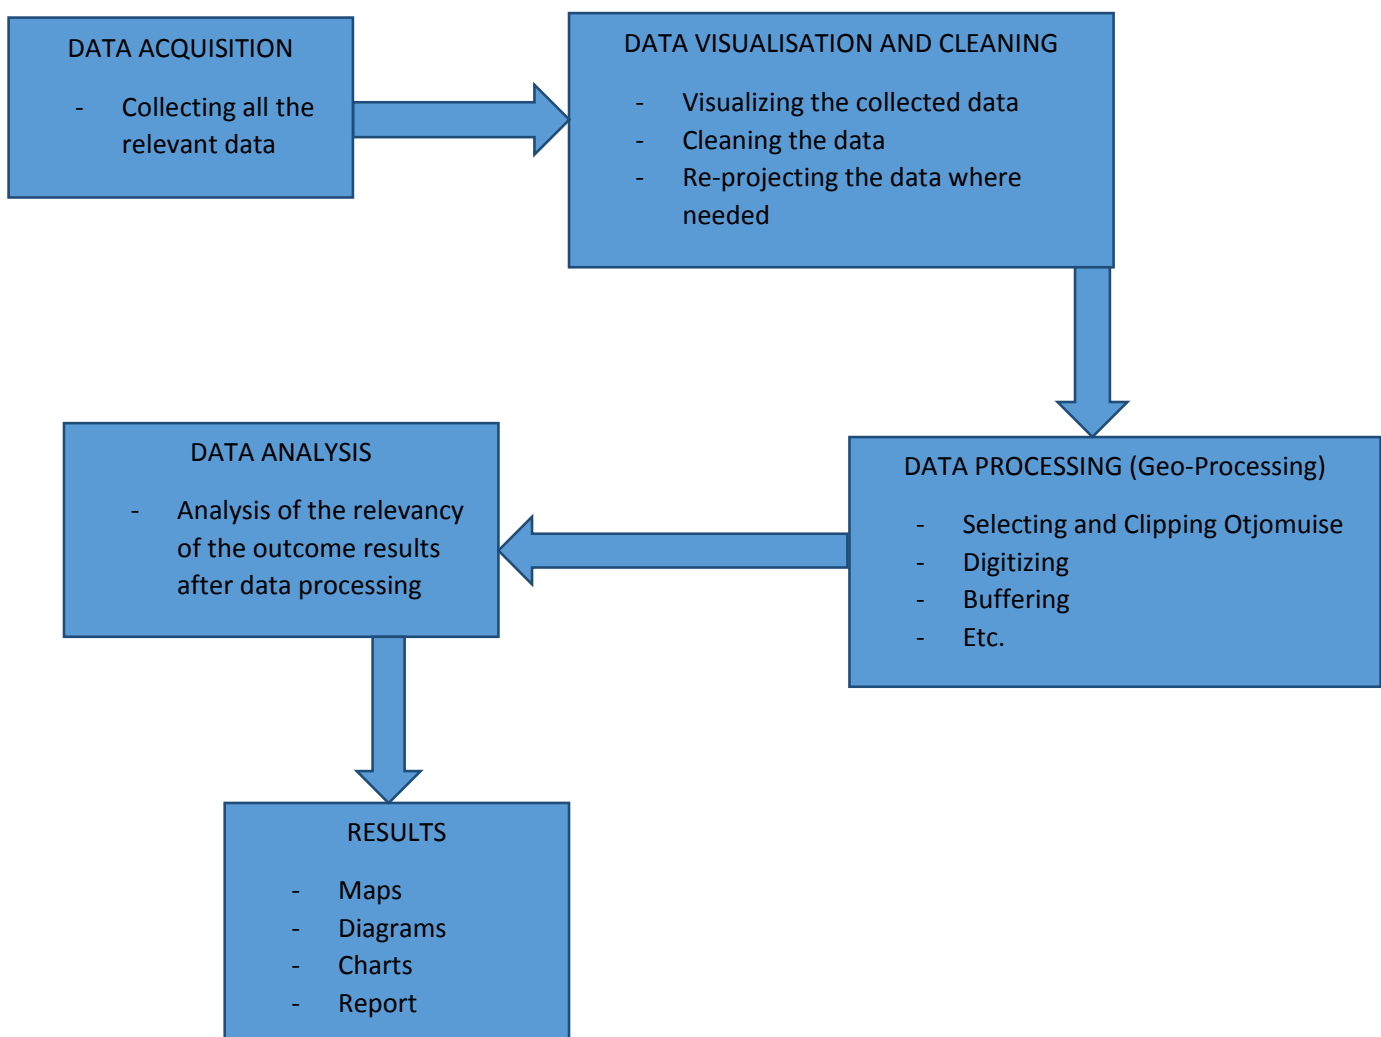 DATA ACQUISITION
- Collecting all the
relevant data
DATA VISUALISATION AND CLEANING
- Visualizing the collected data
- Cleaning the data
- Re-projecting the data where
needed
DATA PROCESSING (Geo-Processing)
- Selecting and Clipping Otjomuise
- Digitizing
- Buffering
- Etc.
DATA ANALYSIS
- Analysis of the relevancy
of the outcome results
after data processing
RESULTS
- Maps
- Diagrams
- Charts
- Report